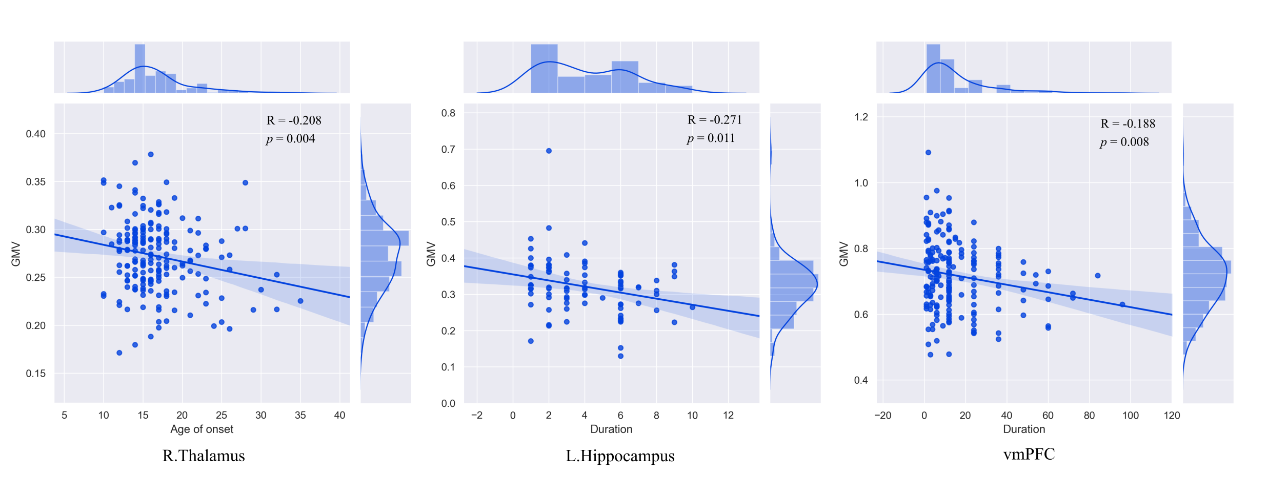 R = -0.208
p = 0.004
0.40
0.35
0.30
0.25
0.20
0.15
GMV
5 10 15 20 25 30 35 40
Age of onset
R.Thalamus
R = -0.271
p = 0.011
0.8
0.7
0.6
0.5
0.4
0.3
0.2
0.1
0.0
GMV
−2 0 2 4 6 8 10 12
Duration
L.Hippocampus
R = -0.188
p = 0.008
1.2
1.0
0.8
0.6
0.4
GMV
−20 0 20 40 60 80 100 120
Duration
vmPFC